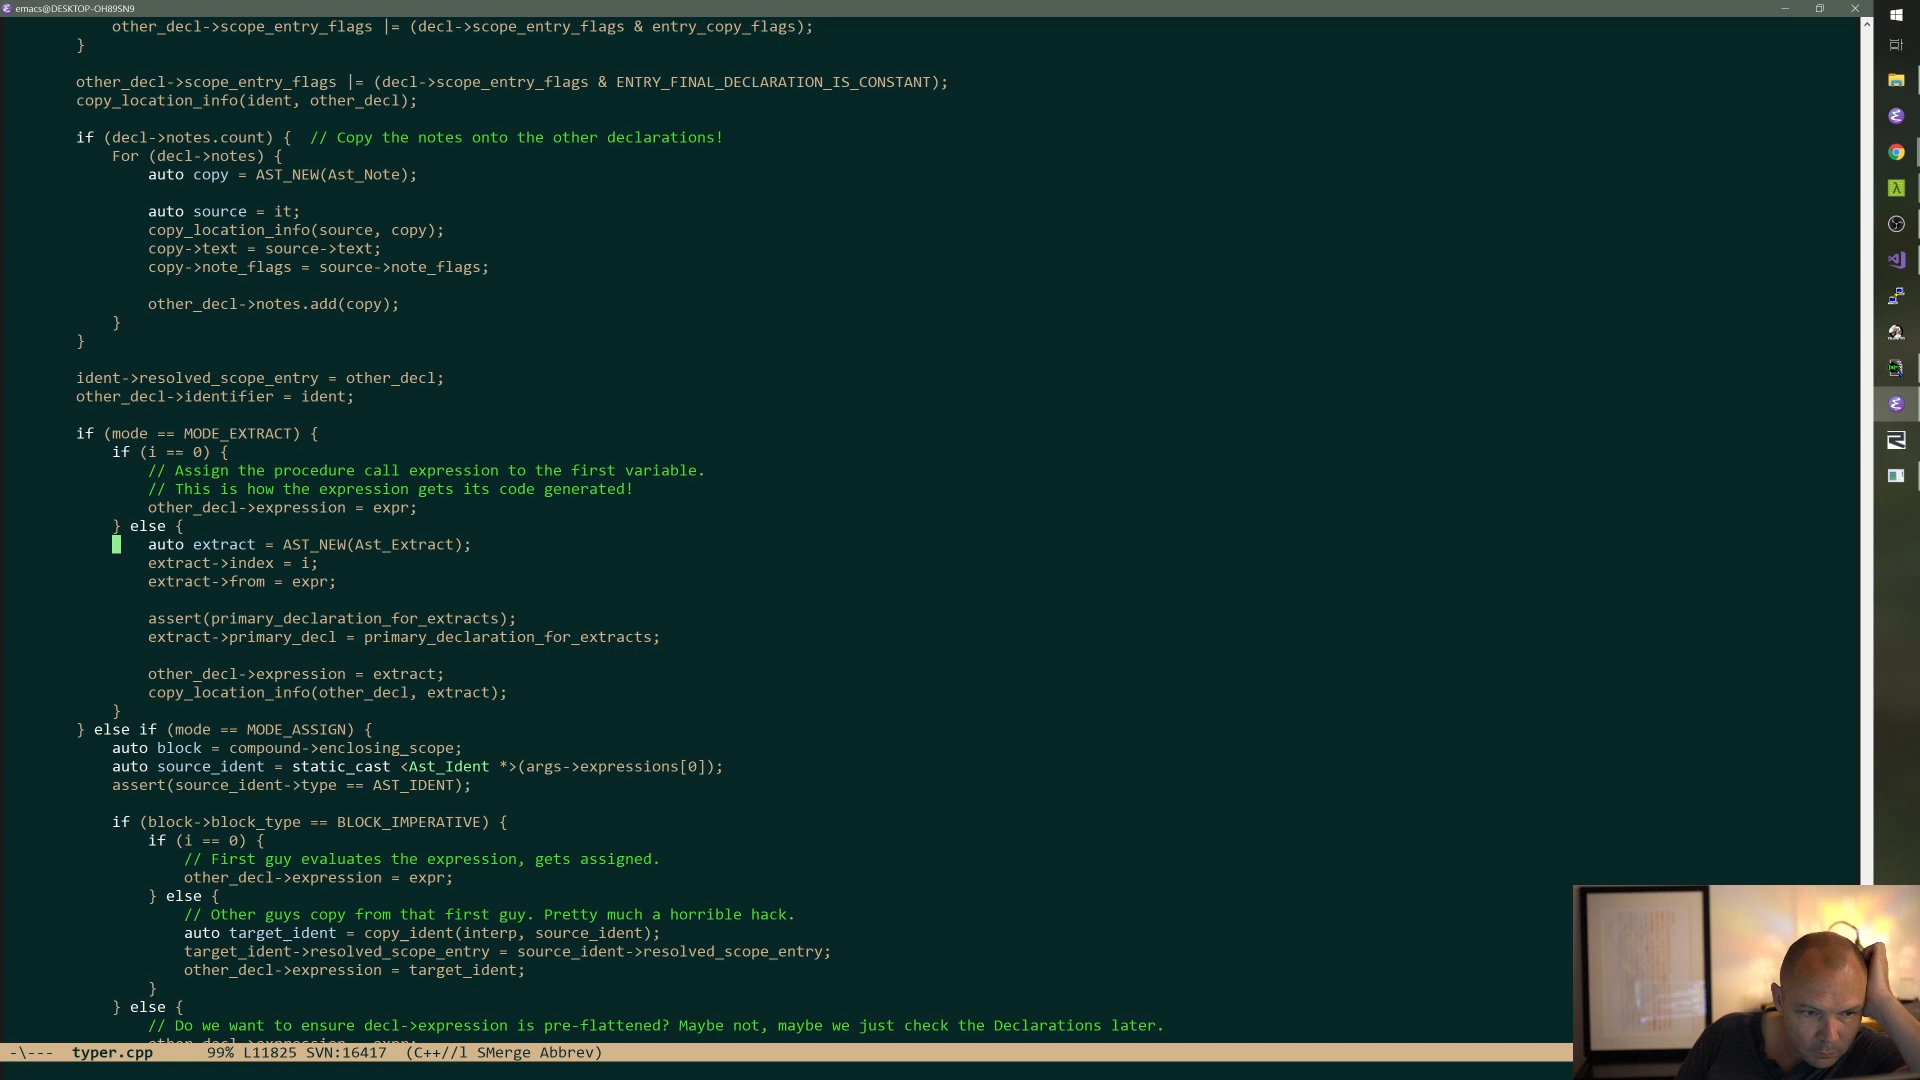 emacs@DESKTOP-OH89SN9
other_decl->scope_entry_flags |= (decl->scope_entry_flags & entry_copy_flags);
}
other_decl->scope_entry_flags |= (decl->scope_entry_flags & ENTRY_FINAL_DECLARATION_IS_CONSTANT);
copy_location_info(ident, other_decl);
if (decl->notes.count) {  // Copy the notes onto the other declarations!
For (decl->notes) {
auto copy = AST_NEW(Ast_Note);
auto source = it;
copy_location_info(source, copy);
copy->text = source->text;
copy->note_flags = source->note_flags;
other_decl->notes.add(copy);
}
}
ident->resolved_scope_entry = other_decl;
other_decl->identifier = ident;
if (mode == MODE_EXTRACT) {
if (i == 0) {
// Assign the procedure call expression to the first variable.
// This is how the expression gets its code generated!
other_decl->expression = expr;
} else {
auto extract = AST_NEW(Ast_Extract);
extract->index = i;
extract->from = expr;
assert(primary_declaration_for_extracts);
extract->primary_decl = primary_declaration_for_extracts;
other_decl->expression = extract;
copy_location_info(other_decl, extract);
}
} else if (mode == MODE_ASSIGN) {
auto block = compound->enclosing_scope;
auto source_ident = static_cast <Ast_Ident *>(args->expressions[0]);
assert(source_ident->type == AST_IDENT);
if (block->block_type == BLOCK_IMPERATIVE) {
if (i == 0) {
// First guy evaluates the expression, gets assigned.
other_decl->expression = expr;
} else {
// Other guys copy from that first guy. Pretty much a horrible hack.
auto target_ident = copy_ident(interp, source_ident);
target_ident->resolved_scope_entry = source_ident->resolved_scope_entry;
other_decl->expression = target_ident;
}
} else {
// Do we want to ensure decl->expression is pre-flattened? Maybe not, maybe we just check the Declarations later.
-\---  typer.cpp      99% L11825 SVN:16417  (C++//l SMerge Abbrev)